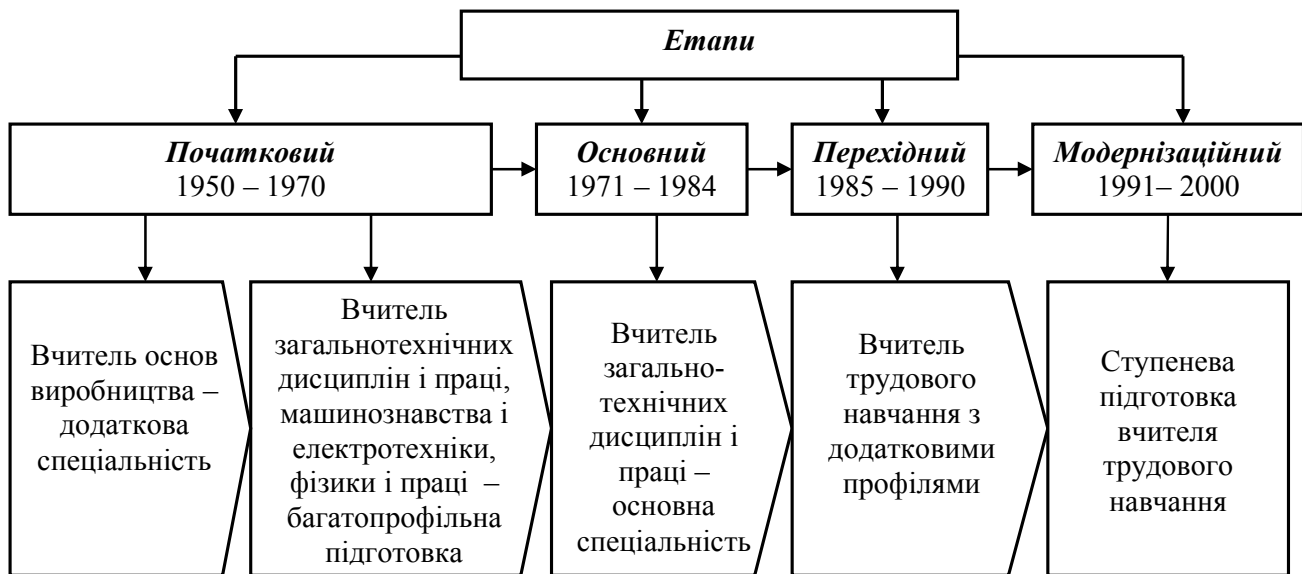 Етапи
Початковий
1950 – 1970
Основний
1971 – 1984
Перехідний
1985 – 1990
Модернізаційний
1991– 2000
Вчитель основ
виробництва –
додаткова
спеціальність
Вчитель
загальнотехнічних
дисциплін і праці,
машинознавства і
електротехніки,
фізики і праці –
багатопрофільна
підготовка
Вчитель
загально-
технічних
дисциплін і
праці –
основна
спеціальність
Вчитель
трудового
навчання з
додатковими
профілями
Ступенева
підготовка
вчителя
трудового
навчання